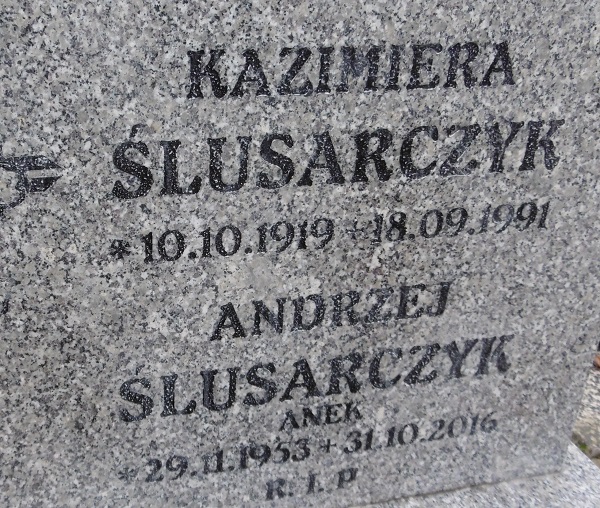 KAZIMIERA
ŚLUSARCZYK
* 10.10.1919 + 18.09.1991
ANDRZEJ
ŚLUSARCZYK
ANEK
* 29.11.1953 + 31.10.2016
R. I. P